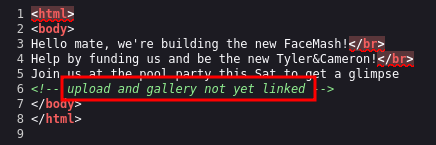 1 <html>
2 <body>
3 Hello mate, we're building the new FaceMash!</br>
4 Help by funding us and be the new Tyler&Cameron!</br>
5 Join us at the pool party this Sat to get a glimpse
6 <!-- upload and gallery not yet linked -->
7 </body>
8 </html>
9